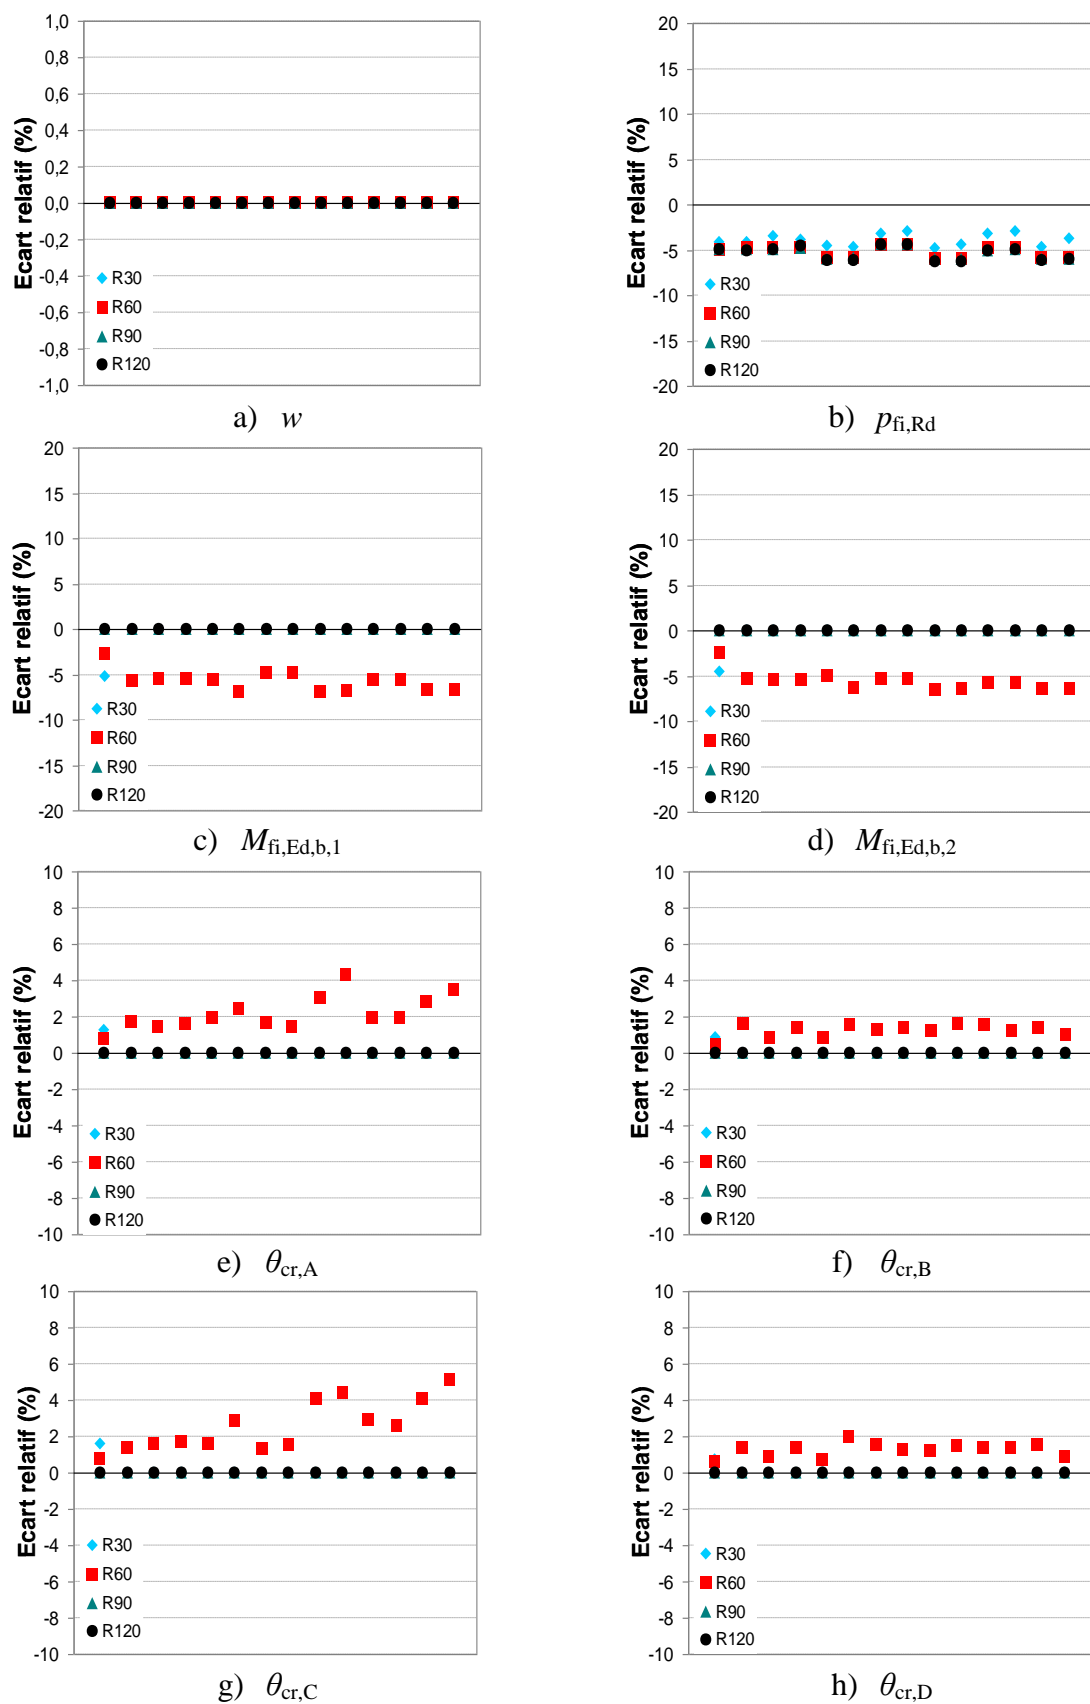 Ecart relatif (%)
1,0
0,8
0,6
0,4
0,2
0,0
-0,2
-0,4
-0,6
-0,8
-1,0
R30
R60
R90
R120
a) w
Ecart relatif (%)
20
15
10
5
0
-5
-10
-15
-20
R30
R60
R90
R120
b) pfi,Rd
Ecart relatif (%)
20
15
10
5
0
-5
-10
-15
-20
R30
R60
R90
R120
c) Mfi,Ed,b,1
Ecart relatif (%)
20
15
10
5
0
-5
-10
-15
-20
R30
R60
R90
R120
d) Mfi,Ed,b,2
Ecart relatif (%)
10
8
6
4
2
0
-2
-4
-6
-8
-10
R30
R60
R90
R120
e) θcr,A
Ecart relatif (%)
10
8
6
4
2
0
-2
-4
-6
-8
-10
R30
R60
R90
R120
f) θcr,B
Ecart relatif (%)
10
8
6
4
2
0
-2
-4
-6
-8
-10
R30
R60
R90
R120
g) θcr,C
Ecart relatif (%)
10
8
6
4
2
0
-2
-4
-6
-8
-10
R30
R60
R90
R120
h) θcr,D